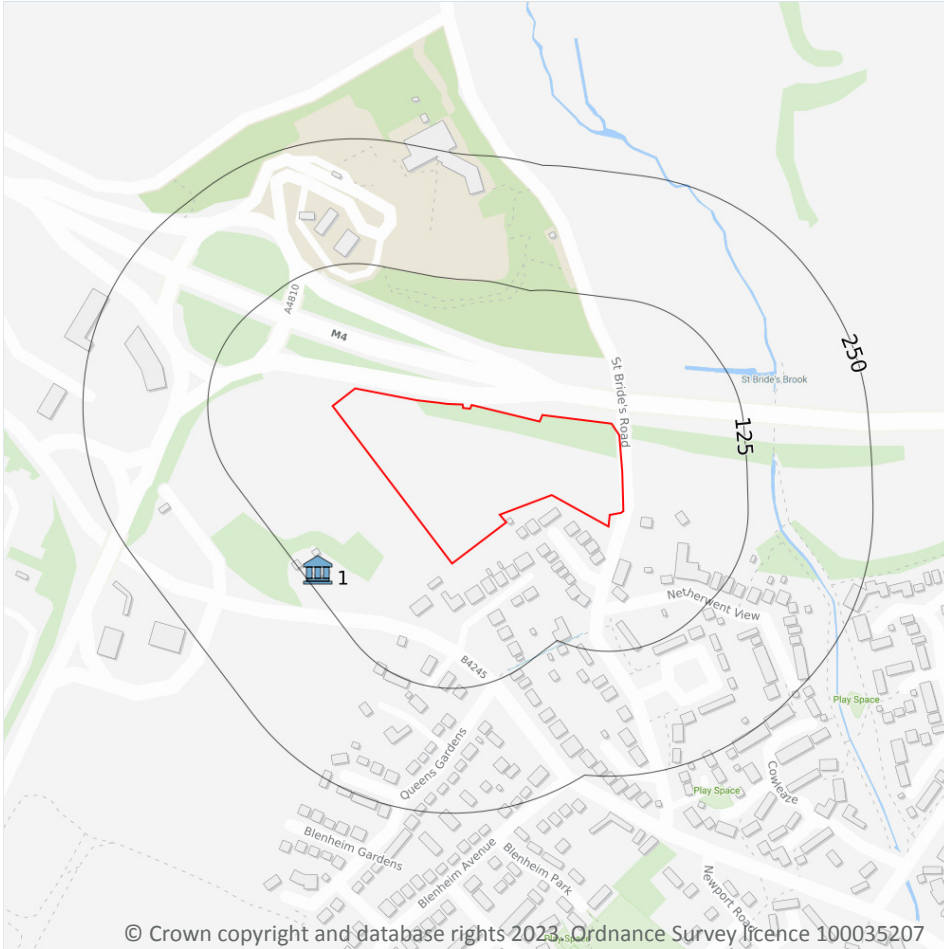 A4810
M4
St Bride's Road
250
St Bride's Brook
125
1
Netherwent View
B4245
Play Space
Queens Gardens
Cowleaze
Play Space
Blenheim Gardens
Blenheim Avenue
Blenheim Park
Newport Road
Play Space
© Crown copyright and database rights 2023, Ordnance Survey licence 100035207